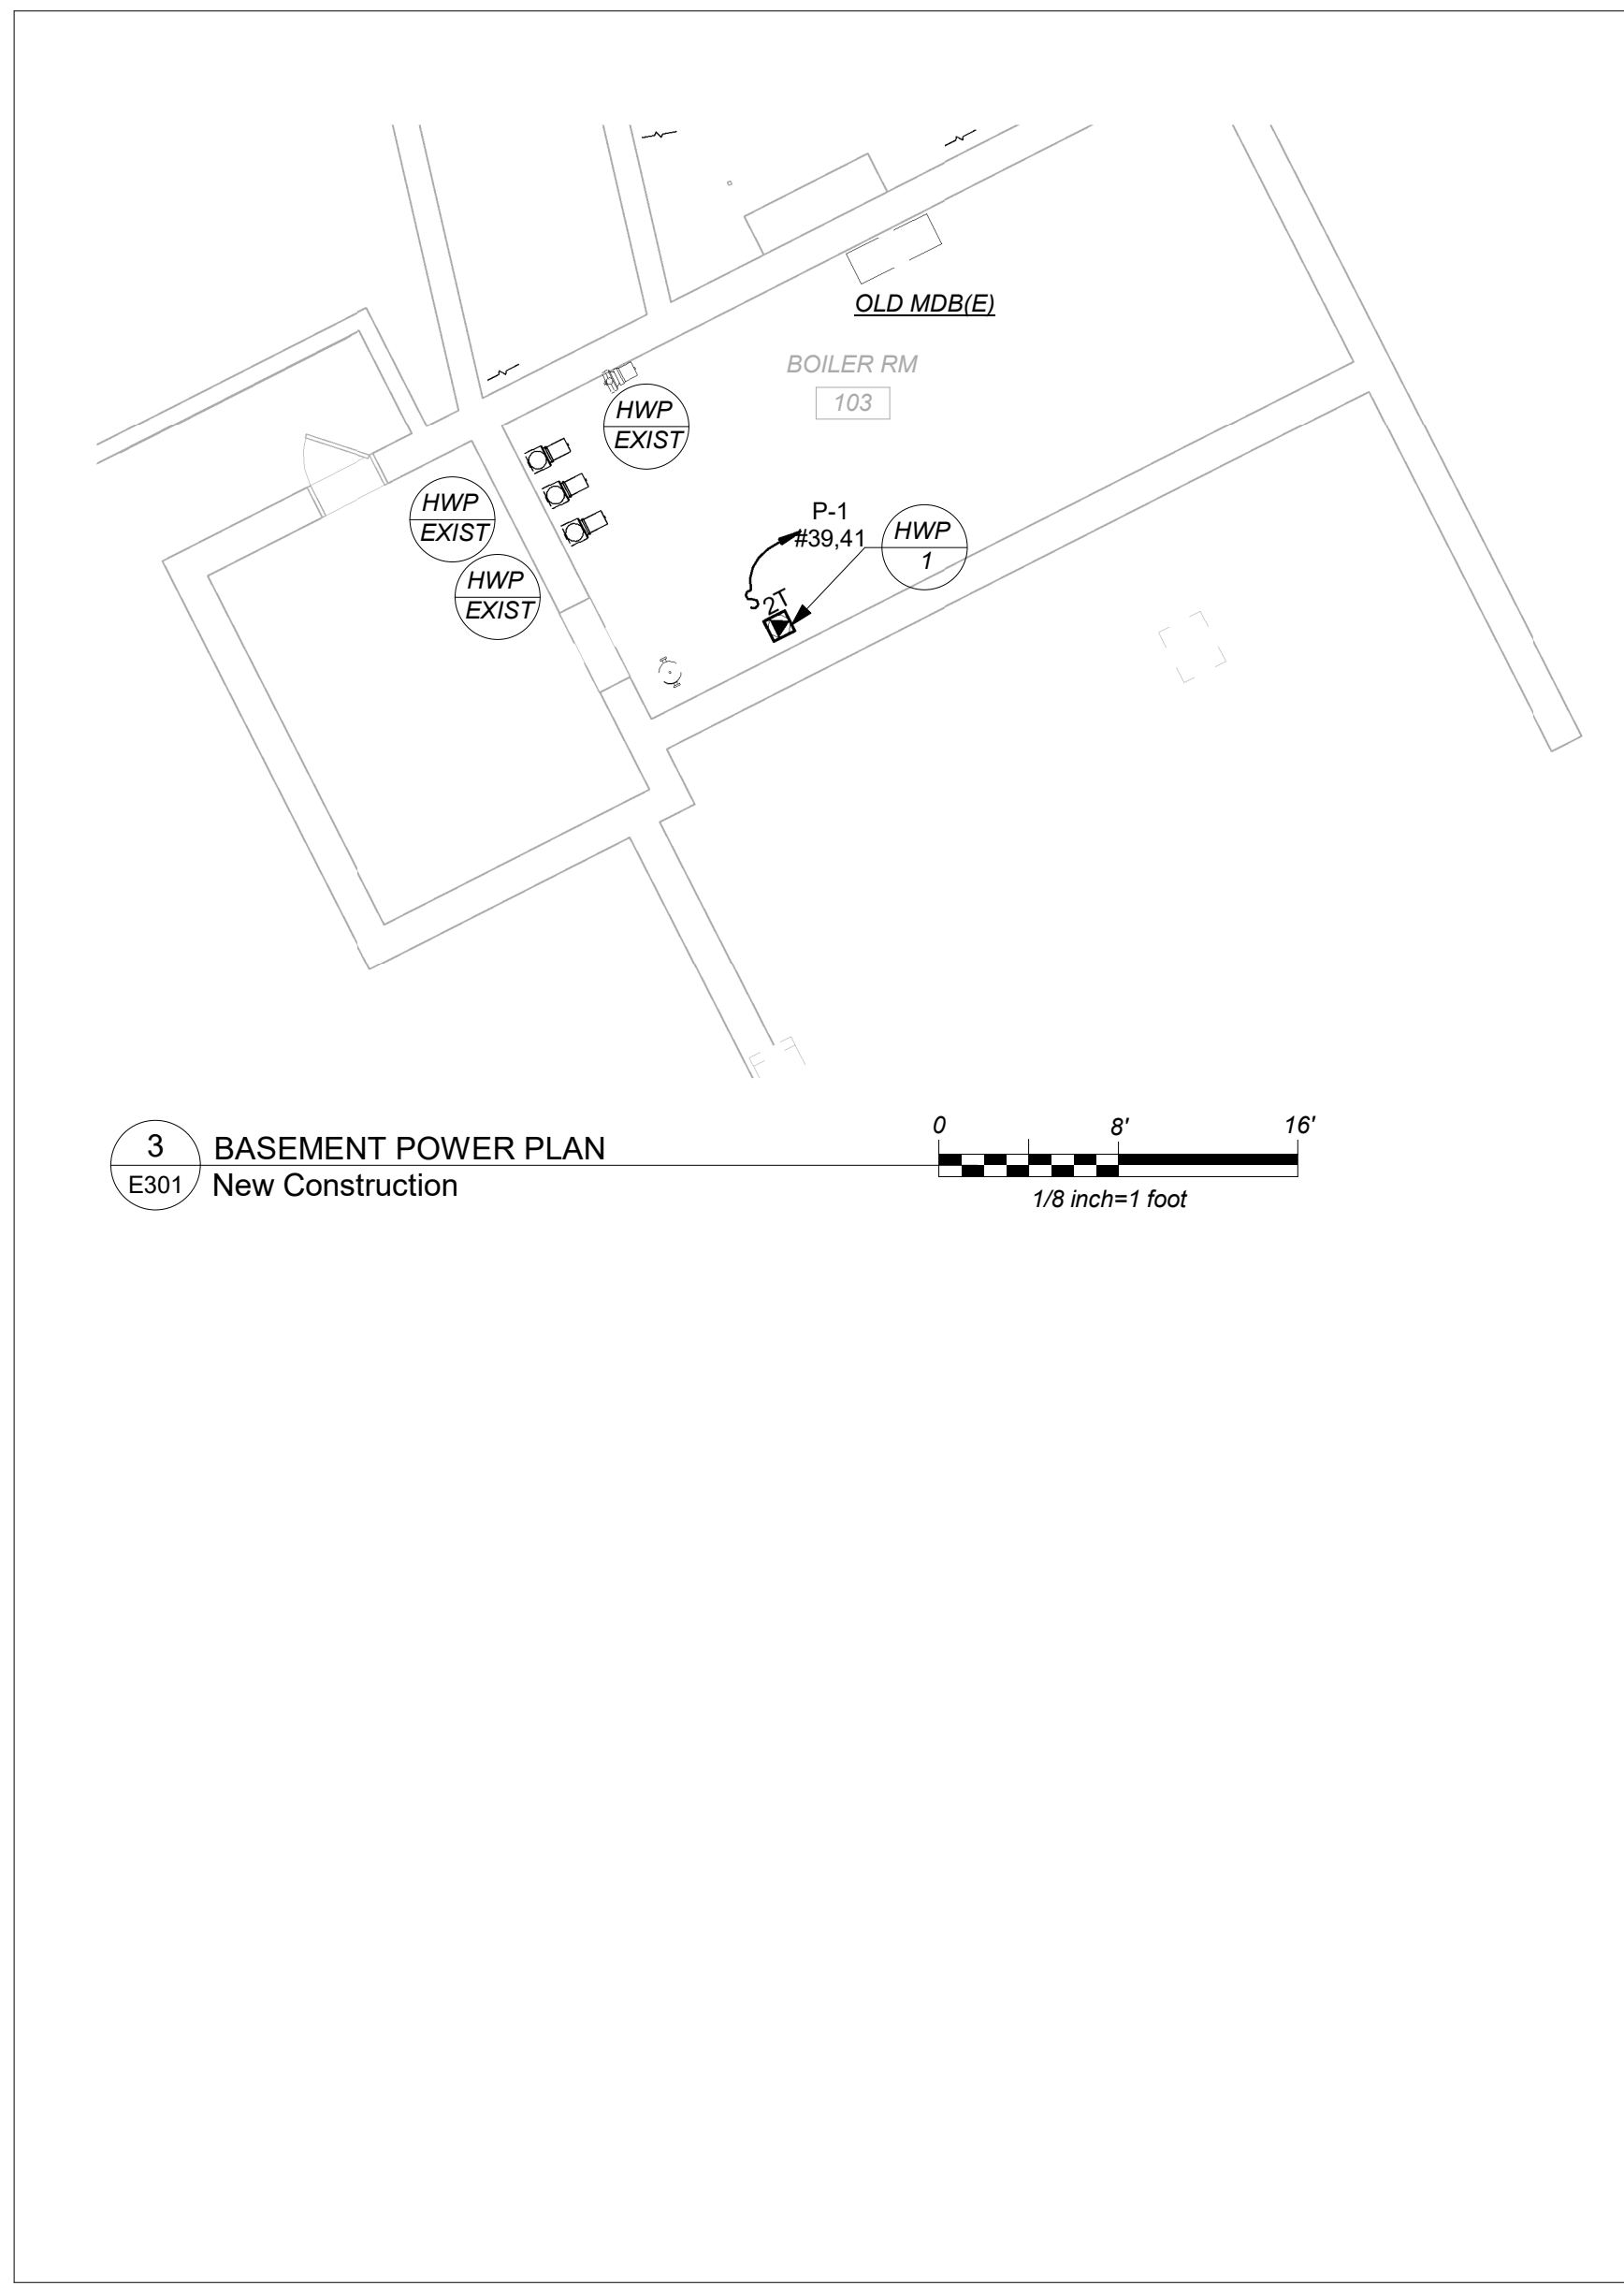 OLD MDB(E)
BOILER RM
103
HWP
EXIST
HWP
EXIST
HWP
EXIST
P-1
#39,41
HWP
1
S
2T
3
E301
BASEMENT POWER PLAN
New Construction
0
8'
16'
1/8 inch=1 foot